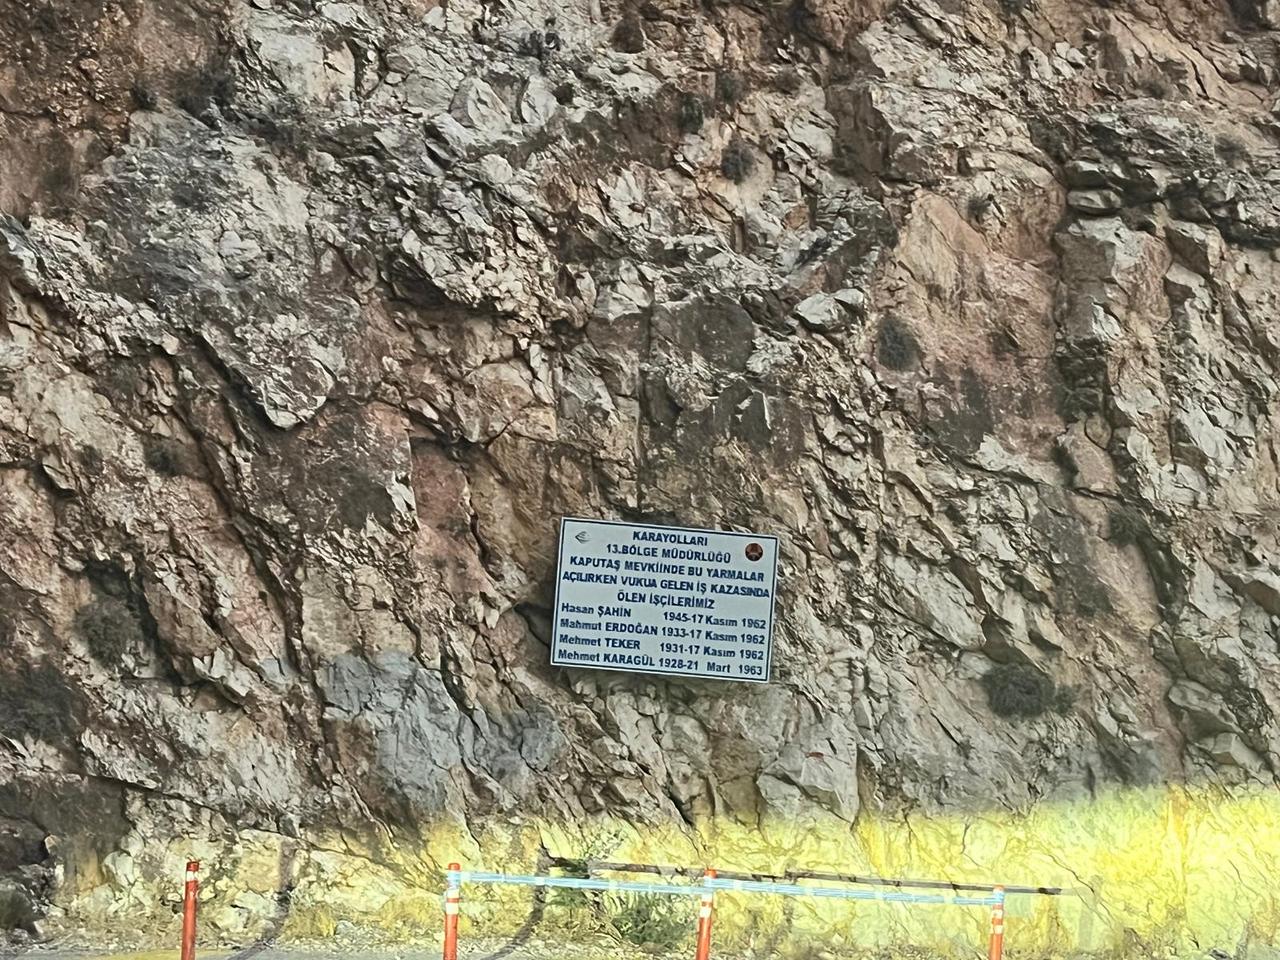 KARAYOLLARI
13.BÖLGE MÜDÜRLÜĞÜ
KAPUTAŞ MEVKİİNDE BU YARMALAR
AÇILIRKEN VUKUA GELEN İŞ KAZASINDA
ÖLEN İŞÇİLERİMİZ
Hasan ŞAHİN 1945-17 Kasım 1962
Mahmut ERDOĞAN 1933-17 Kasım 1962
Mehmet TEKER 1931-17 Kasım 1962
Mehmet KARAGÜL 1928-21 Mart 1963